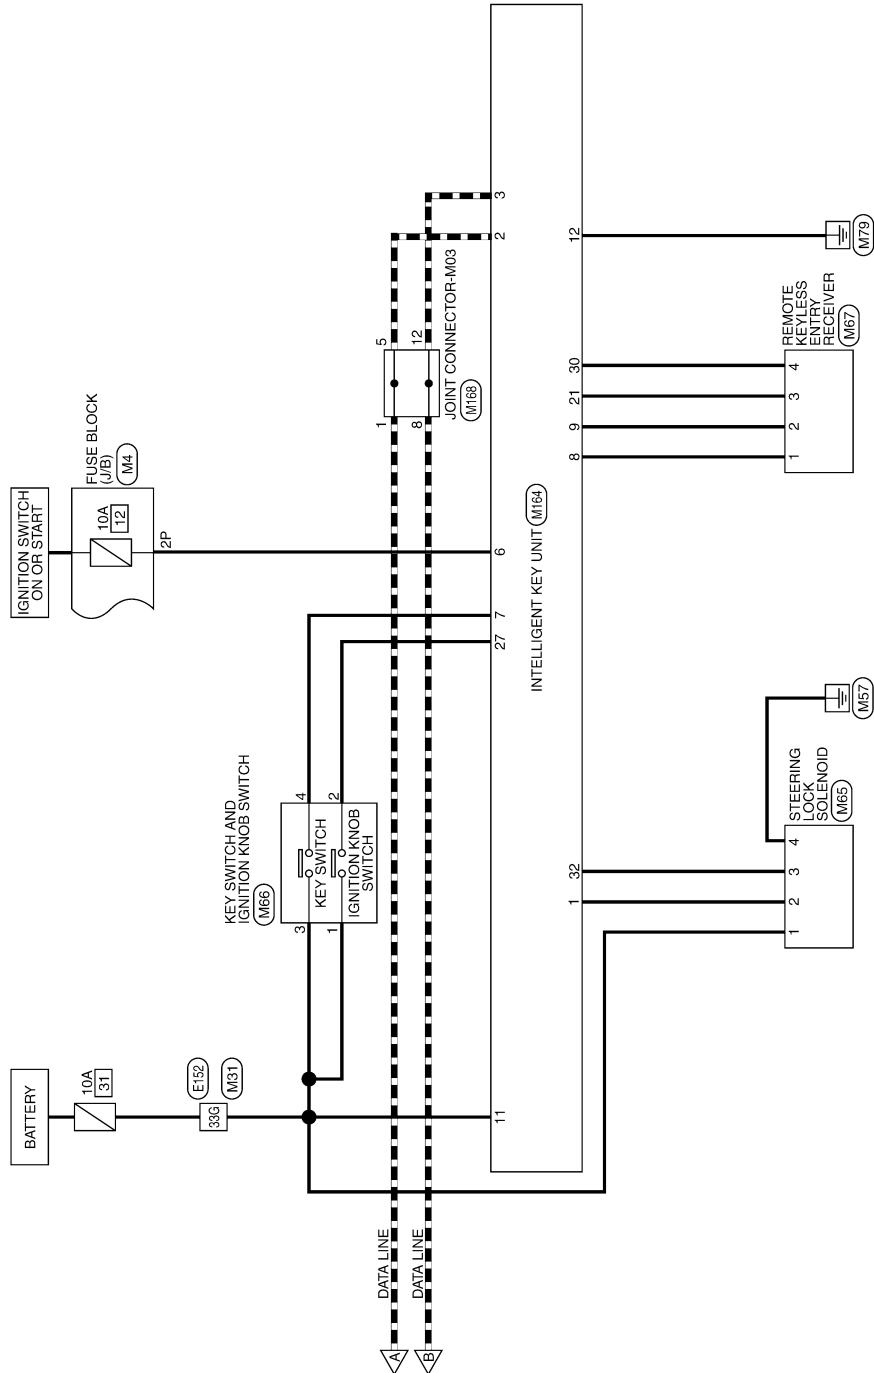 BATTERY
10A
31
33G
E152
M31
KEY SWITCH AND
IGNITION KNOB SWITCH
M66
3
4
1
2
KEY SWITCH
IGNITION KNOB
SWITCH
IGNITION SWITCH
ON OR START
FUSE BLOCK
(J/B)
M4
10A
12
2P
DATA LINE
DATA LINE
A
B
1
5
8
12
JOINT CONNECTOR-M03
M168
11
27
7
6
2
3
INTELLIGENT KEY UNIT
M164
1
32
8
9
21
30
12
1
2
3
4
STEERING
LOCK
SOLENOID
M65
M57
1
2
3
4
REMOTE
KEYLESS
ENTRY
RECEIVER
M67
M79